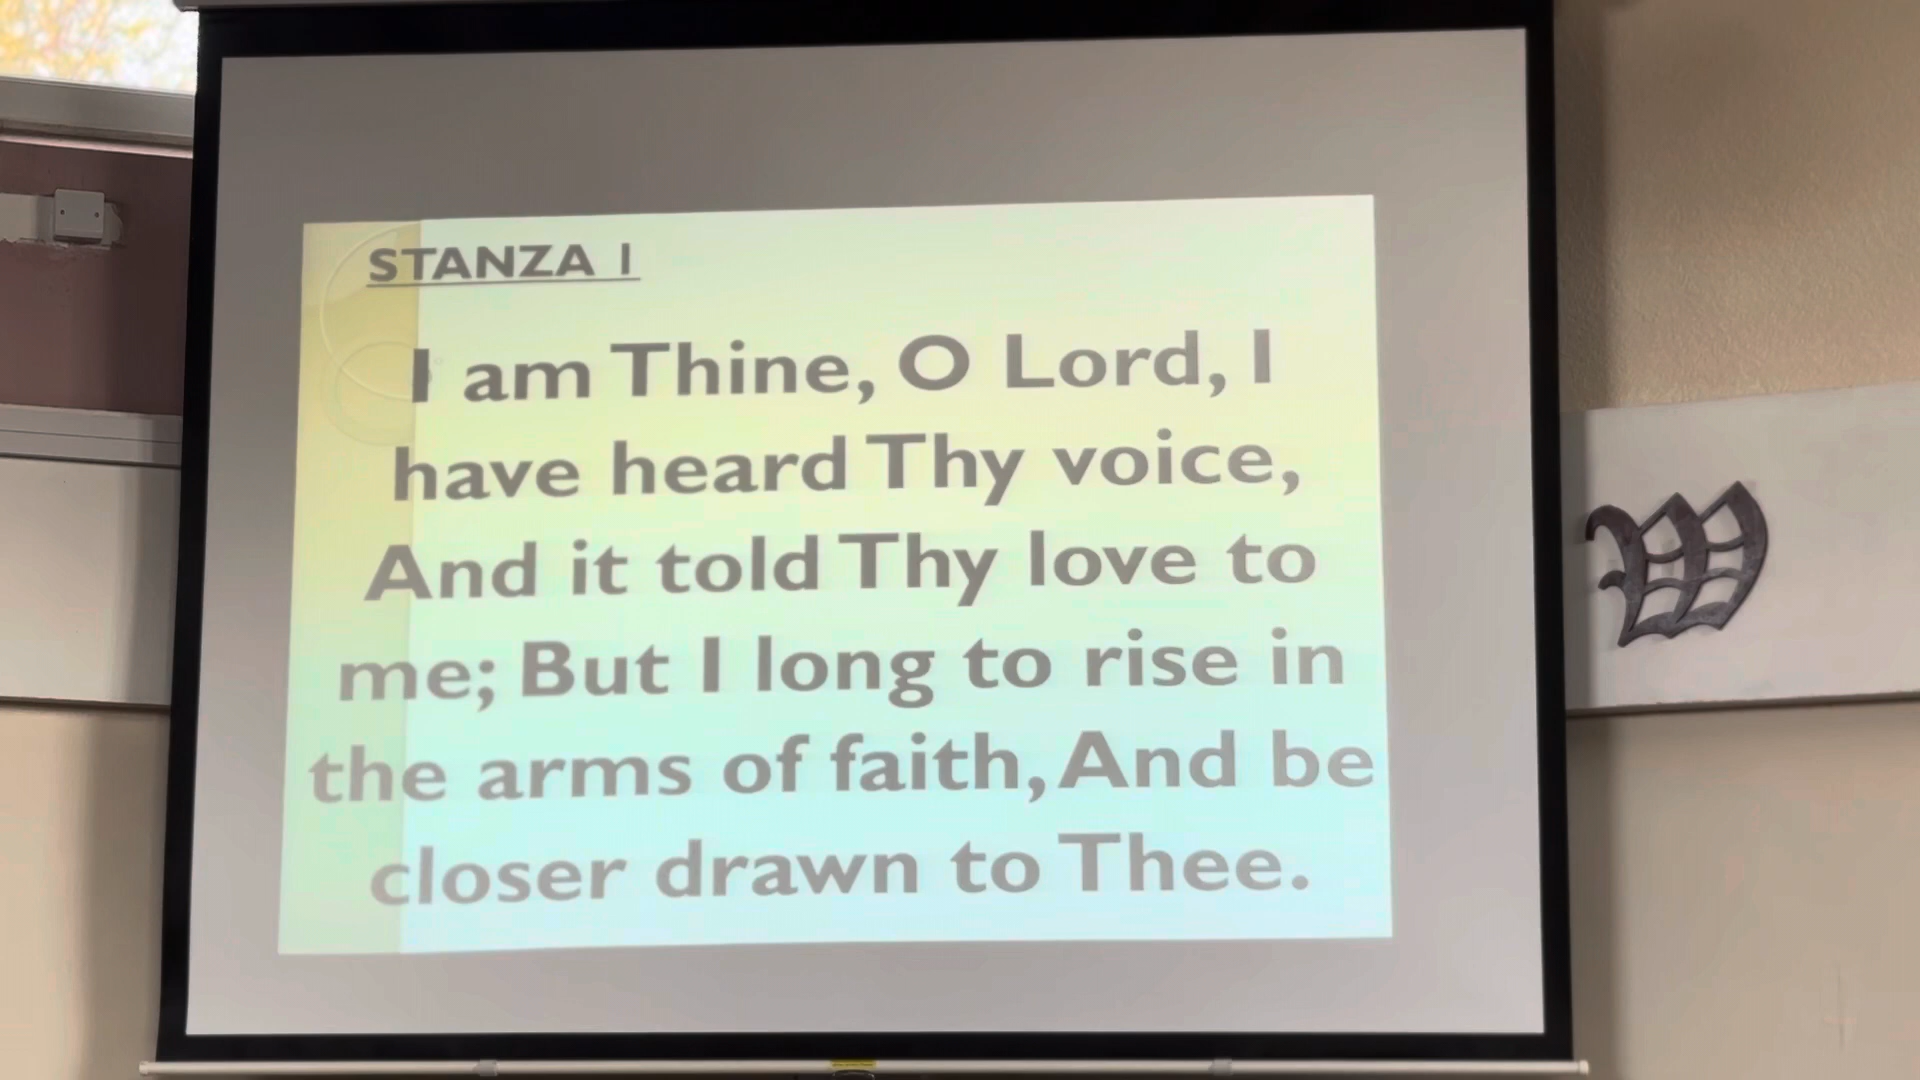 STANZA 1
I am Thine, O Lord, I
have heard Thy voice,
And it told Thy love to
me; But I long to rise in
the arms of faith, And be
closer drawn to Thee.
W